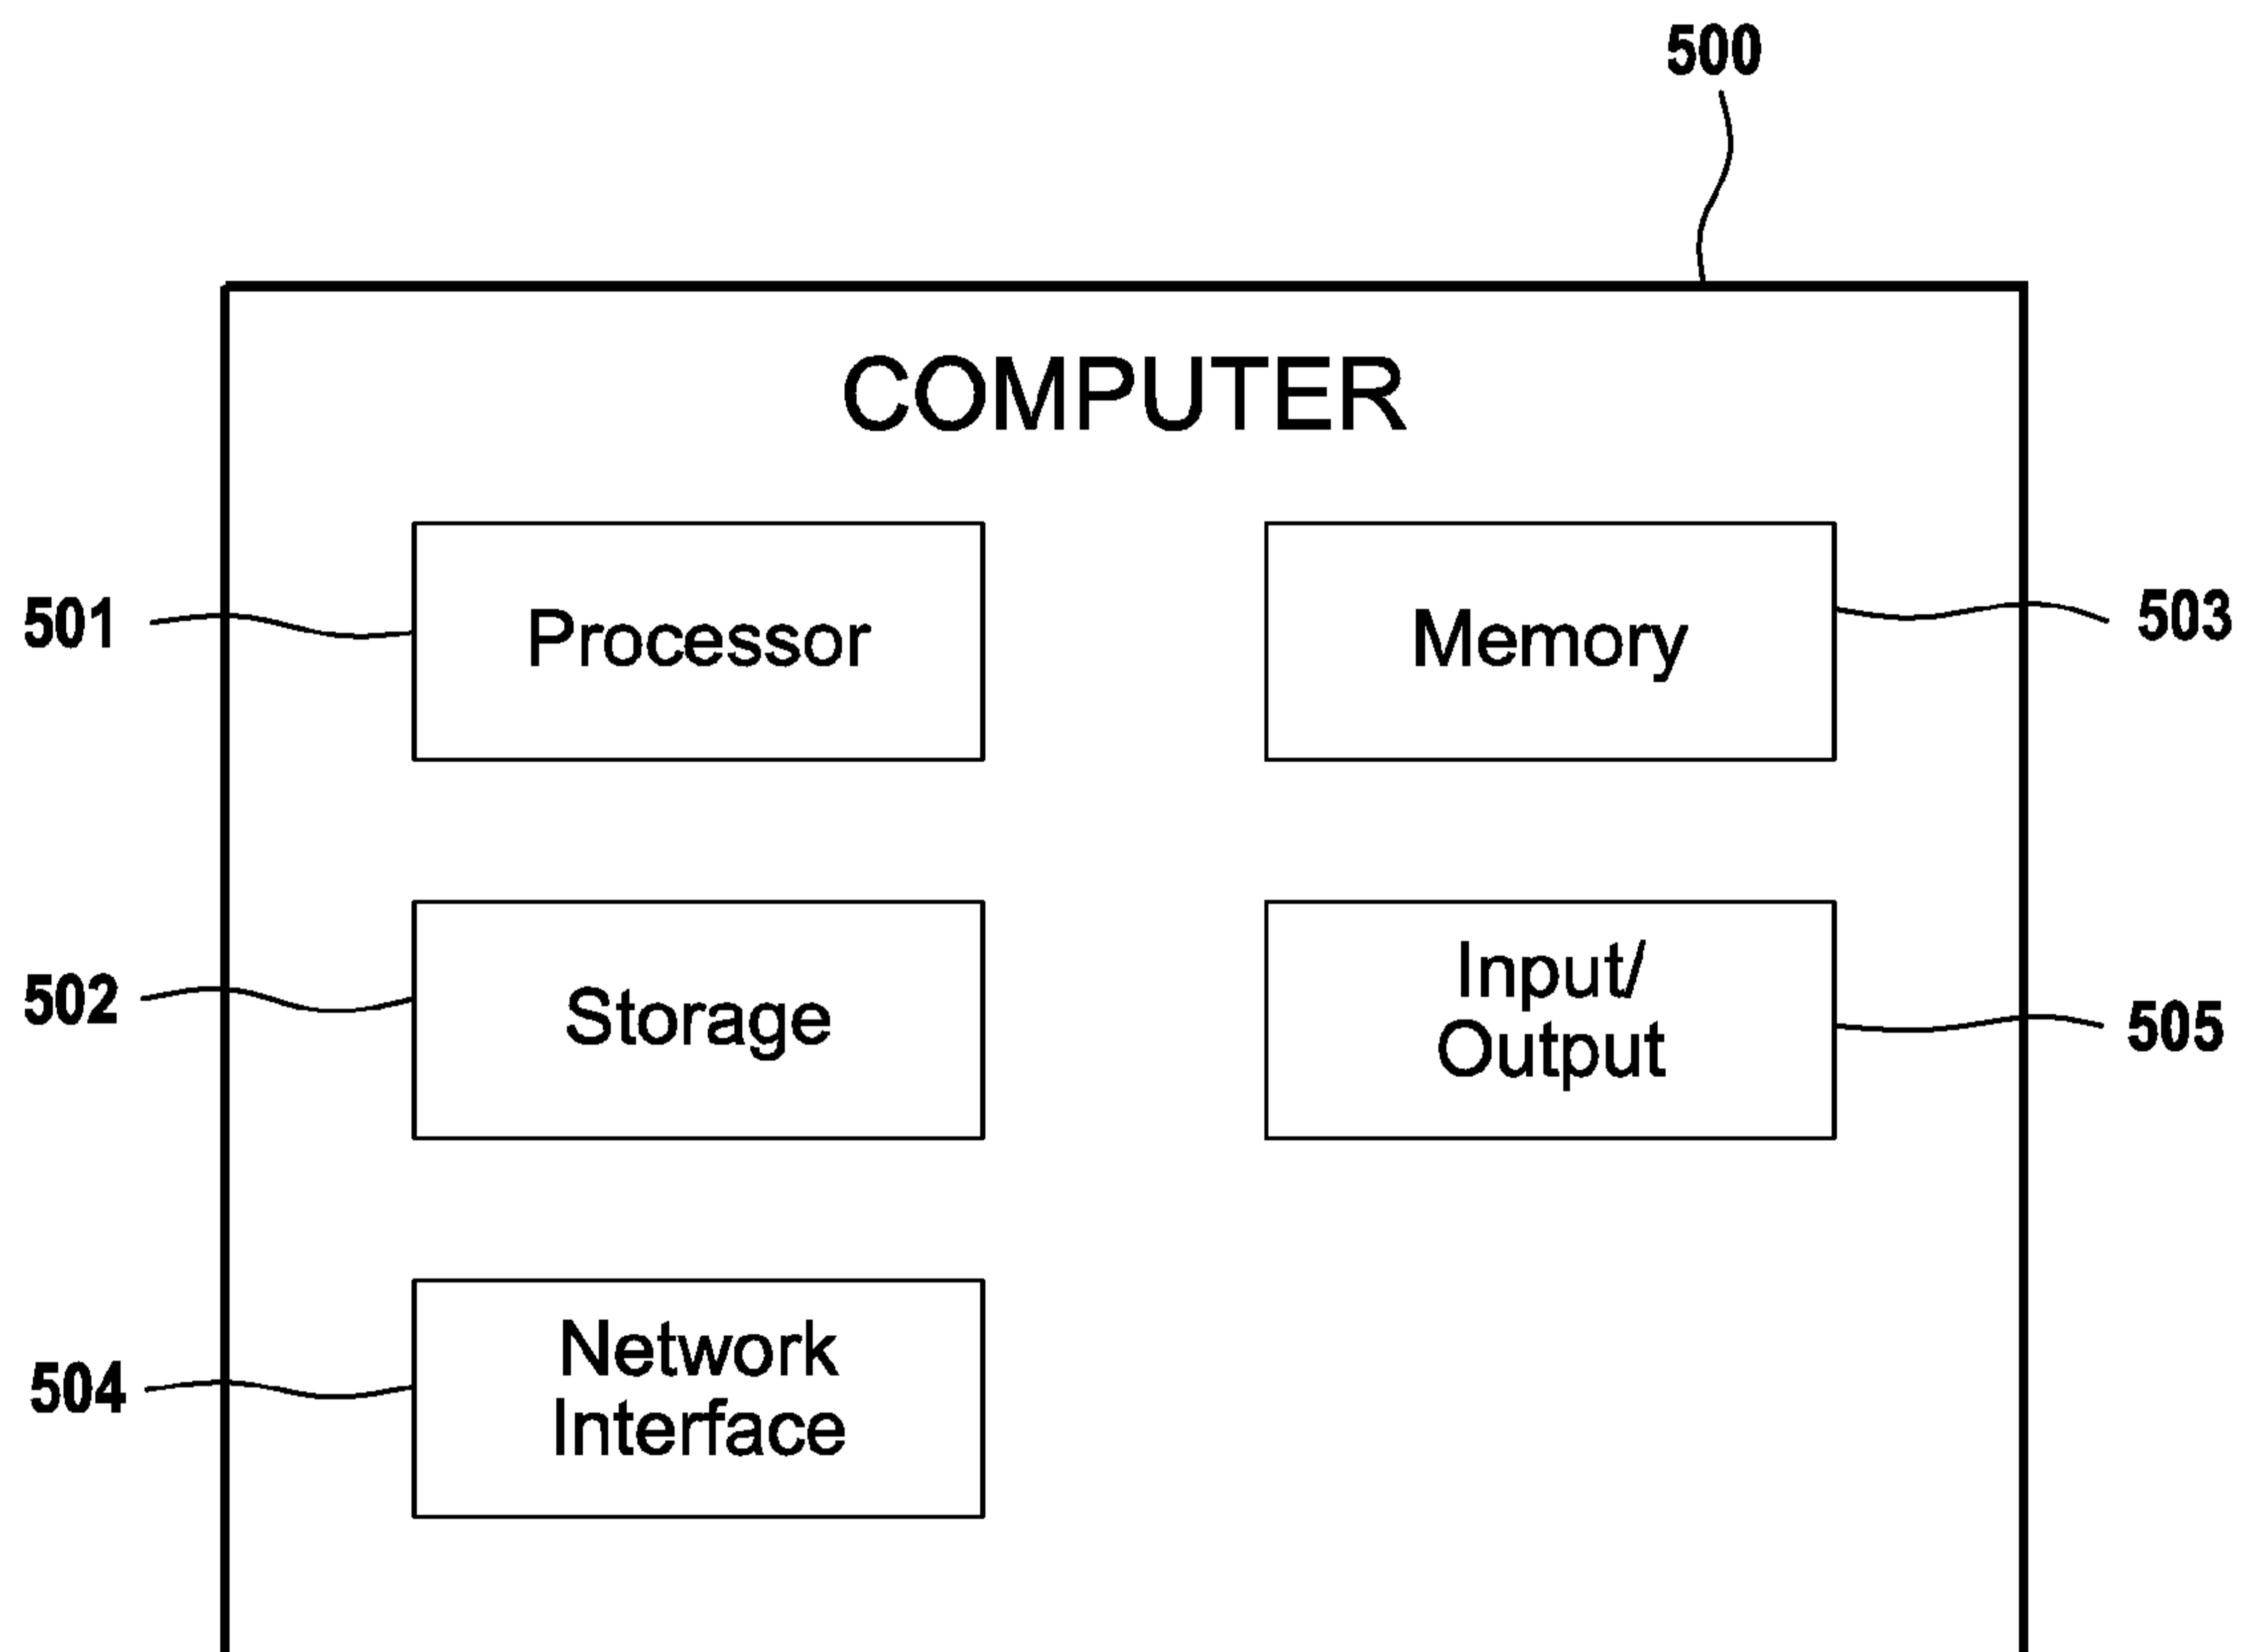 500
COMPUTER
501
Processor
Memory
503
502
Storage
Input/
Output
505
504
Network
Interface